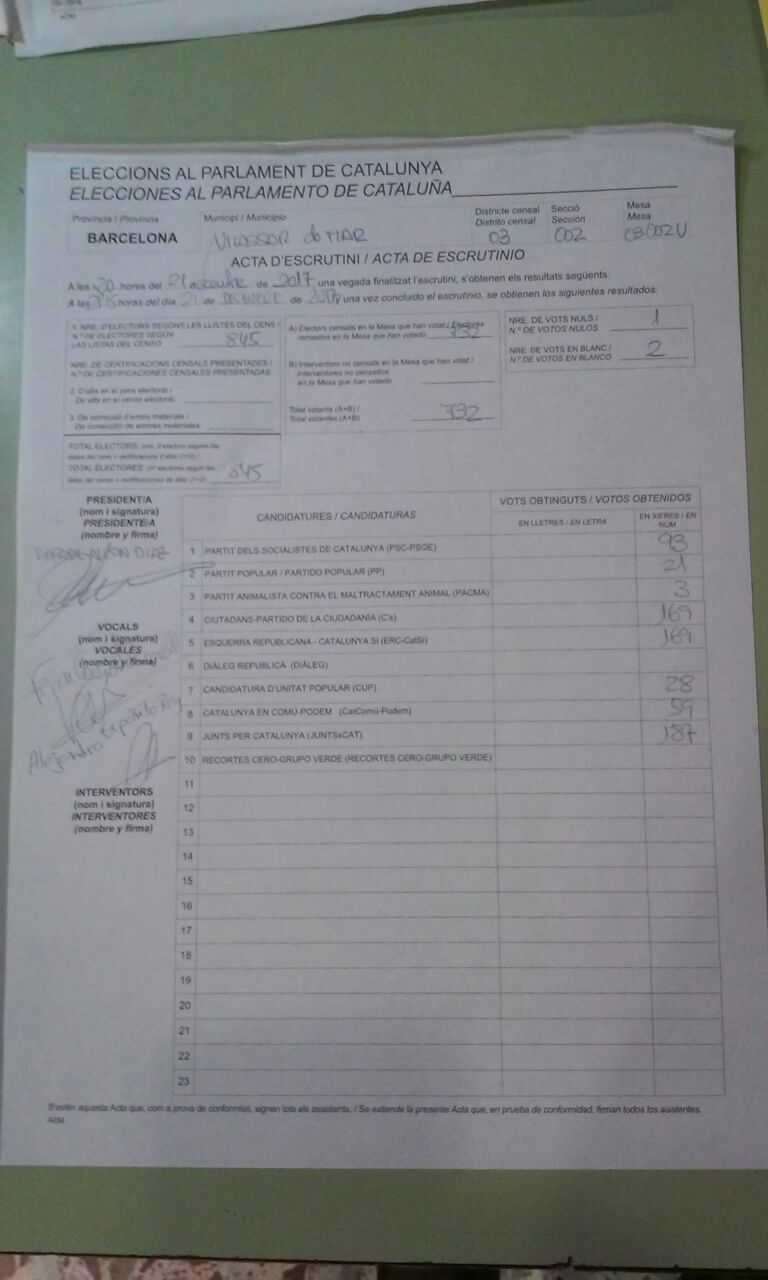 AEM
ELECCIONS AL PARLAMENT DE CATALUNYA
ELECCIONES AL PARLAMENTO DE CATALUÑA
Província / Provincia
BARCELONA
Municipi / Municipio
VILASSAR de MAR
Districte censal
Distrito censal
03
Secció
Sección
002
Mesa
Mesa
03002U
ACTA D'ESCRUTINI / ACTA DE ESCRUTINIO
A les 20 hores del 21 de de 2017 una vegada finalitzat l'escrutini, s'obtenen els resultats següents:
A las horas del día 21 de de 2017 y una vez concluido el escrutinio, se obtienen los siguientes resultados:
1. NRE. D'ELECTORS SEGONS LES LLISTES DEL CENS /
N.º DE ELECTORES SEGÚN
LAS LISTAS DEL CENSO 845
NRE. DE CERTIFICACIONS CENSALS PRESENTADES /
N.º DE CERTIFICACIONES CENSALES PRESENTADAS
2. D'alta en el cens electoral /
De alta en el censo electoral
3. De correcció d'errors materials /
De corrección de errores materiales
TOTAL ELECTORS
TOTAL ELECTORES 845
A) Electors censats en la Mesa que han votat / Electores
censados en la Mesa que han votado 732
B) Interventors no censats en la Mesa que han votat /
Interventores no censados
en la Mesa que han votado
Total votants (A+B) /
Total votantes (A+B) 732
NRE. DE VOTS NULS /
N.º DE VOTOS NULOS 1
NRE. DE VOTS EN BLANC /
N.º DE VOTOS EN BLANCO 2
PRESIDENT/A
(nom i signatura)
PRESIDENTE/A
(nombre y firma)
DIAZ
VOCALS
(nom i signatura)
VOCALES
(nombre y firma)
Alejandro Expósito Rey
INTERVENTORS
(nom i signatura)
INTERVENTORES
(nombre y firma)
CANDIDATURES / CANDIDATURAS
VOTS OBTINGUTS / VOTOS OBTENIDOS
EN LLETRES / EN LETRA
EN XIFRES / EN NUM
1 PARTIT DELS SOCIALISTES DE CATALUNYA (PSC-PSOE) 93
2 PARTIT POPULAR / PARTIDO POPULAR (PP) 21
3 PARTIT ANIMALISTA CONTRA EL MALTRACTAMENT ANIMAL (PACMA) 3
4 CIUTADANS-PARTIDO DE LA CIUDADANÍA (C's) 169
5 ESQUERRA REPUBLICANA - CATALUNYA SÍ (ERC-CatSí) 169
6 DIÀLEG REPUBLICÀ (DIÀLEG)
7 CANDIDATURA D'UNITAT POPULAR (CUP) 28
8 CATALUNYA EN COMÚ-PODEM (CatComú-Podem) 59
9 JUNTS PER CATALUNYA (JUNTSxCAT) 187
10 RECORTES CERO-GRUPO VERDE (RECORTES CERO-GRUPO VERDE)
11
12
13
14
15
16
17
18
19
20
21
22
23
S'estén aquesta Acta que, com a prova de conformitat, signen tots els assistents. / Se extiende la presente Acta que, en prueba de conformidad, firman todos los asistentes.
AEM